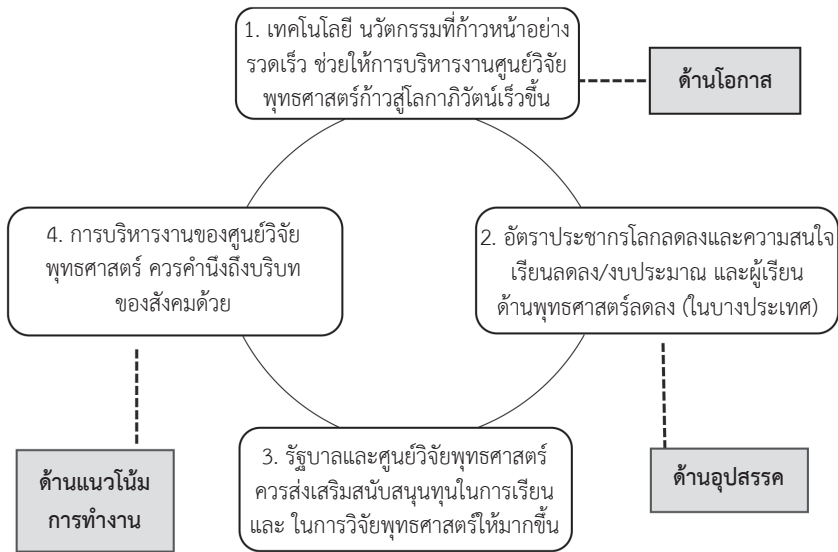 1. เทคโนโลยี นวัตกรรมที่ก้าวหน้าอย่าง
รวดเร็ว ช่วยให้การบริหารงานศูนย์วิจัย
พุทธศาสตร์ก้าวสู่โลกาภิวัตน์เร็วขึ้น
ด้านโอกาส
4. การบริหารงานของศูนย์วิจัย
พุทธศาสตร์ ควรคำนึงถึงบริบท
ของสังคมด้วย
2. อัตราประชากรโลกลดลงและความสนใจ
เรียนลดลง/งบประมาณ และผู้เรียน
ด้านพุทธศาสตร์ลดลง (ในบางประเทศ)
ด้านแนวโน้ม
การทำงาน
3. รัฐบาลและศูนย์วิจัยพุทธศาสตร์
ควรส่งเสริมสนับสนุนทุนในการเรียน
และ ในการวิจัยพุทธศาสตร์ให้มากขึ้น
ด้านอุปสรรค